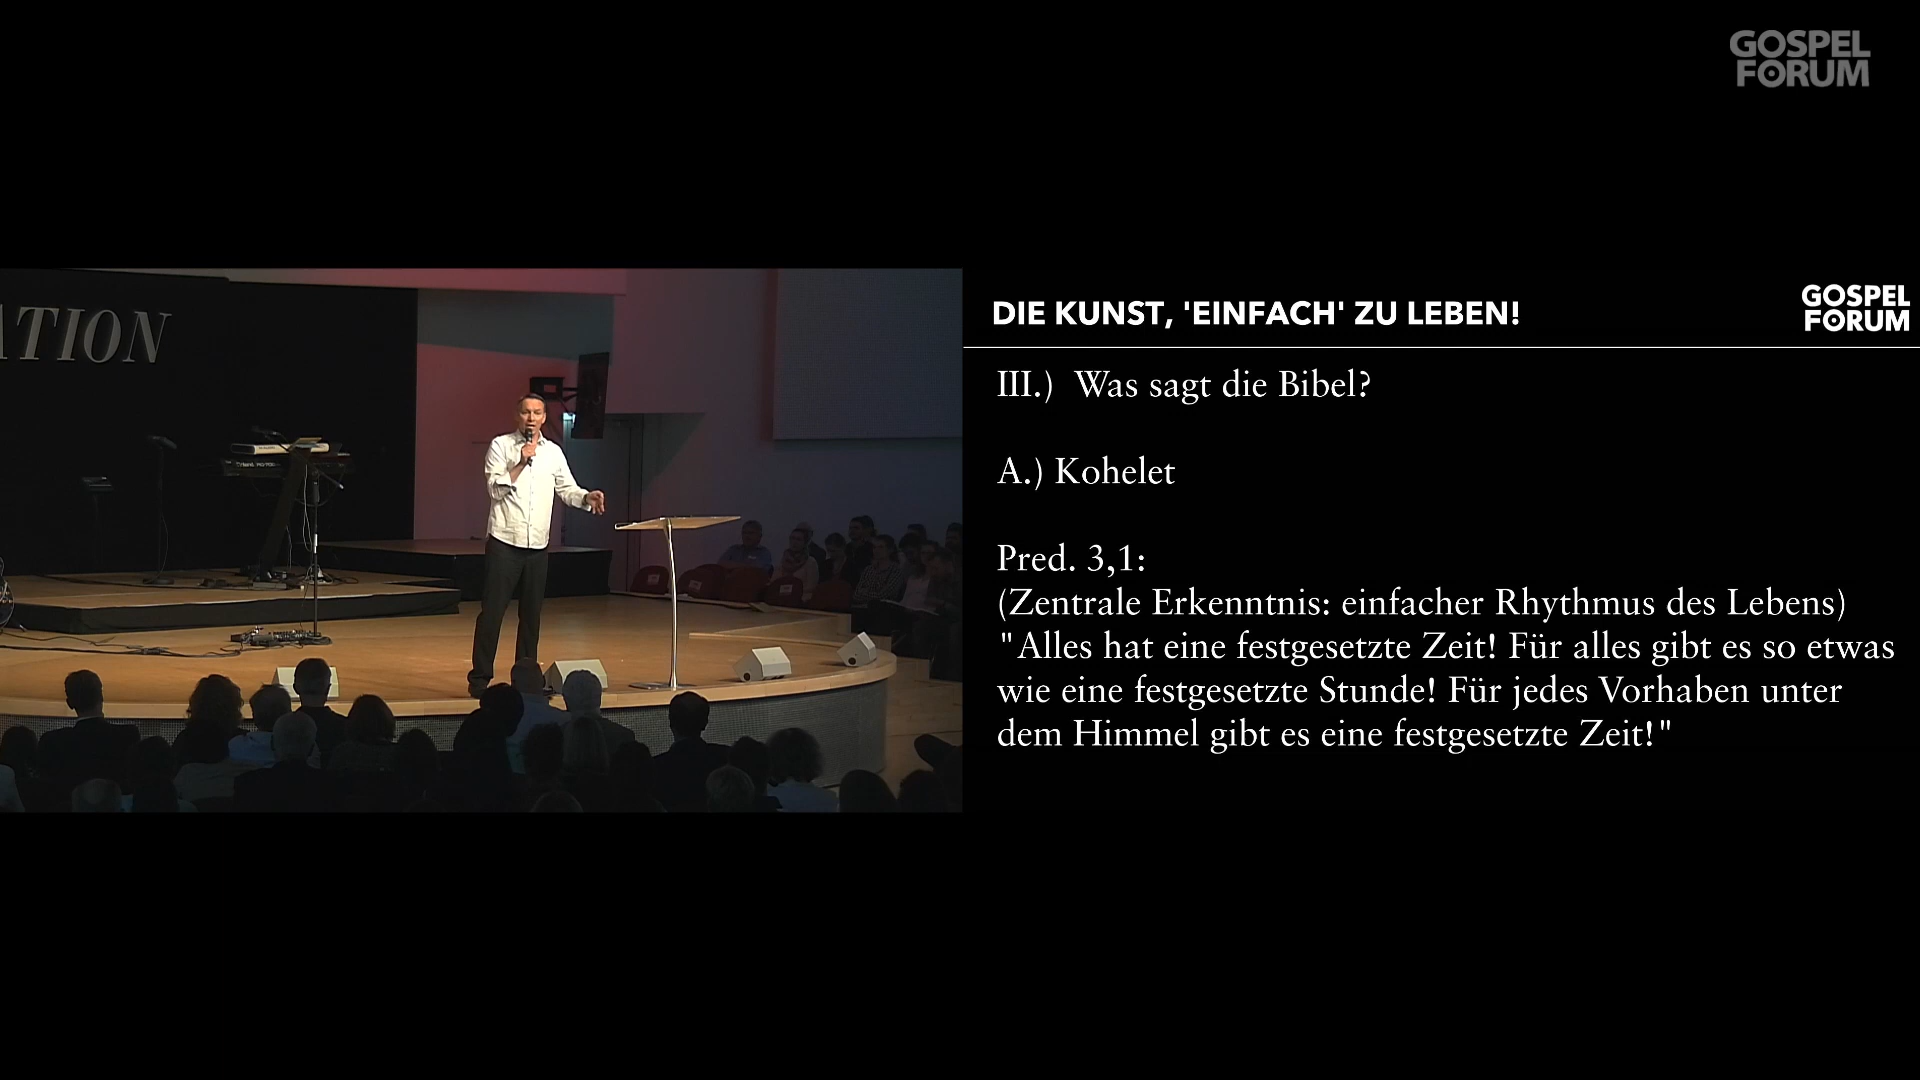 GOSPEL
FORUM
ATION
DIE KUNST, 'EINFACH' ZU LEBEN!
GOSPEL
FORUM
III.) Was sagt die Bibel?
A.) Kohelet
Pred. 3,1:
(Zentrale Erkenntnis: einfacher Rhythmus des Lebens)
"Alles hat eine festgesetzte Zeit! Für alles gibt es so etwas
wie eine festgesetzte Stunde! Für jedes Vorhaben unter
dem Himmel gibt es eine festgesetzte Zeit!"